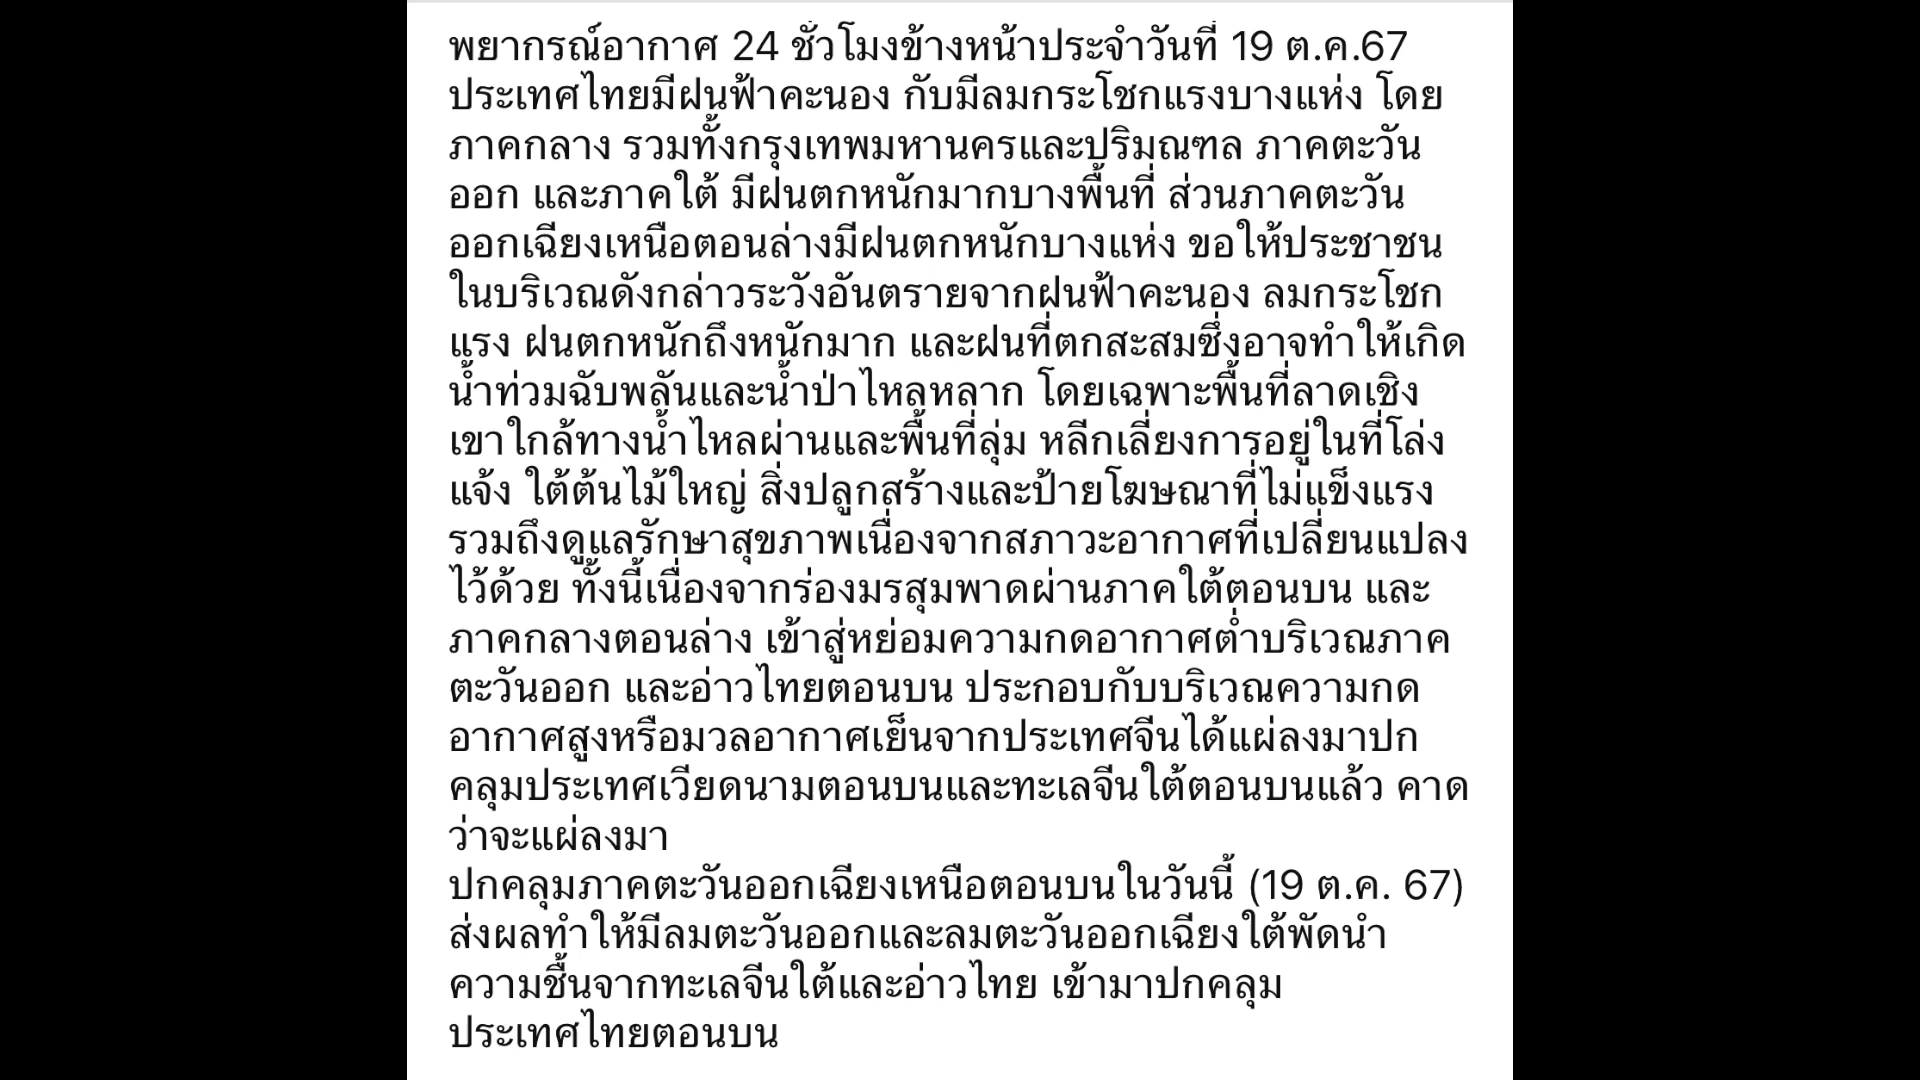 พยากรณ์อากาศ 24 ชั่วโมงข้างหน้าประจำวันที่ 19 ต.ค.67
ประเทศไทยมีฝนฟ้าคะนอง กับมีลมกระโชกแรงบางแห่ง โดย
ภาคกลาง รวมทั้งกรุงเทพมหานครและปริมณฑล ภาคตะวัน
ออก และภาคใต้ มีฝนตกหนักมากบางพื้นที่ ส่วนภาคตะวัน
ออกเฉียงเหนือตอนล่างมีฝนตกหนักบางแห่ง ขอให้ประชาชน
ในบริเวณดังกล่าวระวังอันตรายจากฝนฟ้าคะนอง ลมกระโชก
แรง ฝนตกหนักถึงหนักมาก และฝนที่ตกสะสมซึ่งอาจทำให้เกิด
น้ำท่วมฉับพลันและน้ำป่าไหลหลาก โดยเฉพาะพื้นที่ลาดเชิง
เขาใกล้ทางน้ำไหลผ่านและพื้นที่ลุ่ม หลีกเลี่ยงการอยู่ในที่โล่ง
แจ้ง ใต้ต้นไม้ใหญ่ สิ่งปลูกสร้างและป้ายโฆษณาที่ไม่แข็งแรง
รวมถึงดูแลรักษาสุขภาพเนื่องจากสภาวะอากาศที่เปลี่ยนแปลง
ไว้ด้วย ทั้งนี้เนื่องจากร่องมรสุมพาดผ่านภาคใต้ตอนบน และ
ภาคกลางตอนล่าง เข้าสู่หย่อมความกดอากาศต่ำบริเวณภาค
ตะวันออก และอ่าวไทยตอนบน ประกอบกับบริเวณความกด
อากาศสูงหรือมวลอากาศเย็นจากประเทศจีนได้แผ่ลงมาปก
คลุมประเทศเวียดนามตอนบนและทะเลจีนใต้ตอนบนแล้ว คาด
ว่าจะแผ่ลงมา
ปกคลุมภาคตะวันออกเฉียงเหนือตอนบนในวันนี้ (19 ต.ค. 67)
ส่งผลทำให้มีลมตะวันออกและลมตะวันออกเฉียงใต้พัดนำ
ความชื้นจากทะเลจีนใต้และอ่าวไทย เข้ามาปกคลุม
ประเทศไทยตอนบน